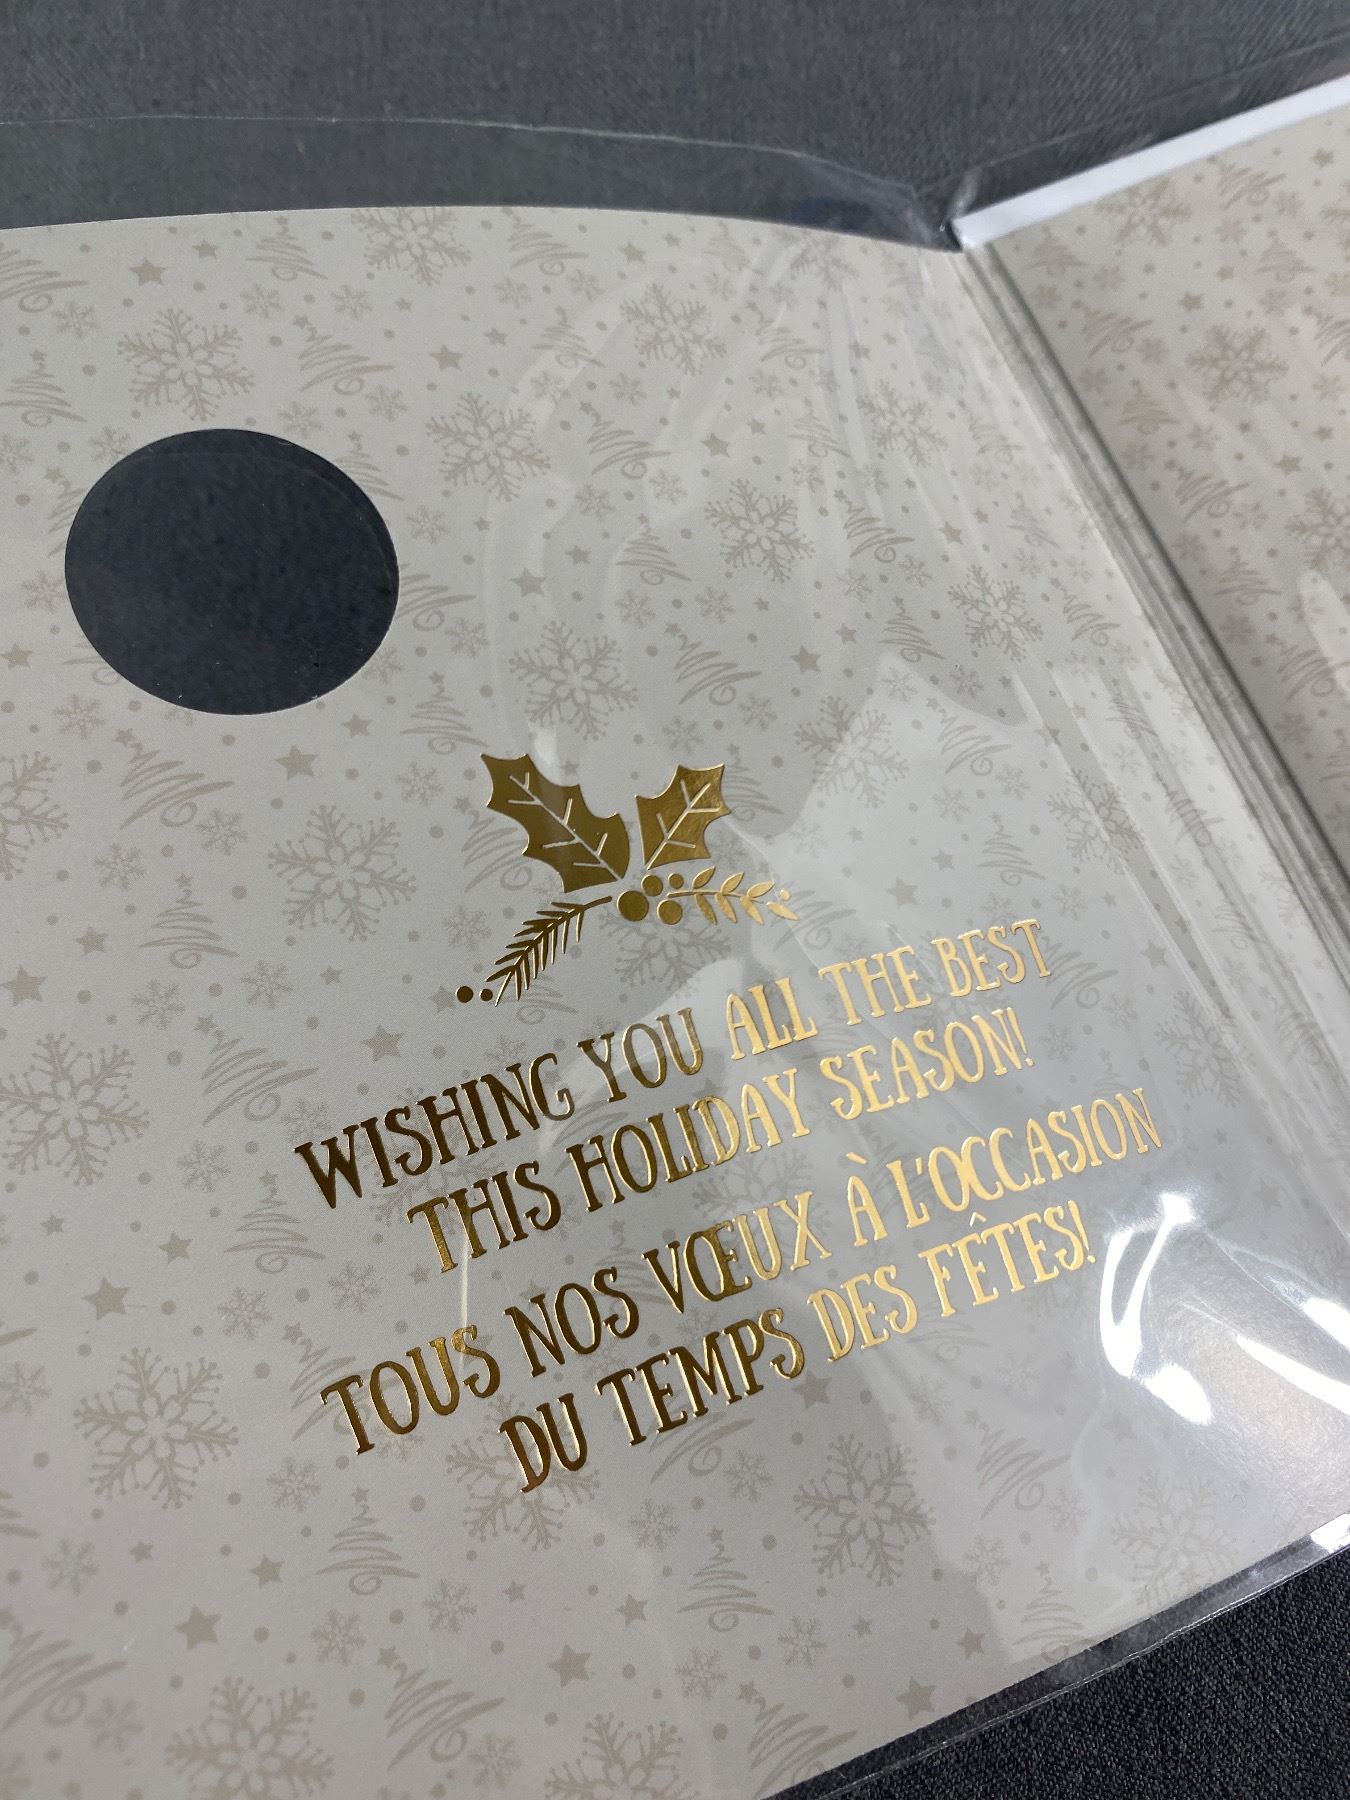 WISHING YOU ALL THE BEST
THIS HOLIDAY SEASON!
TOUS NOS VŒUX À L'OCCASION
DU TEMPS DES FÊTES!